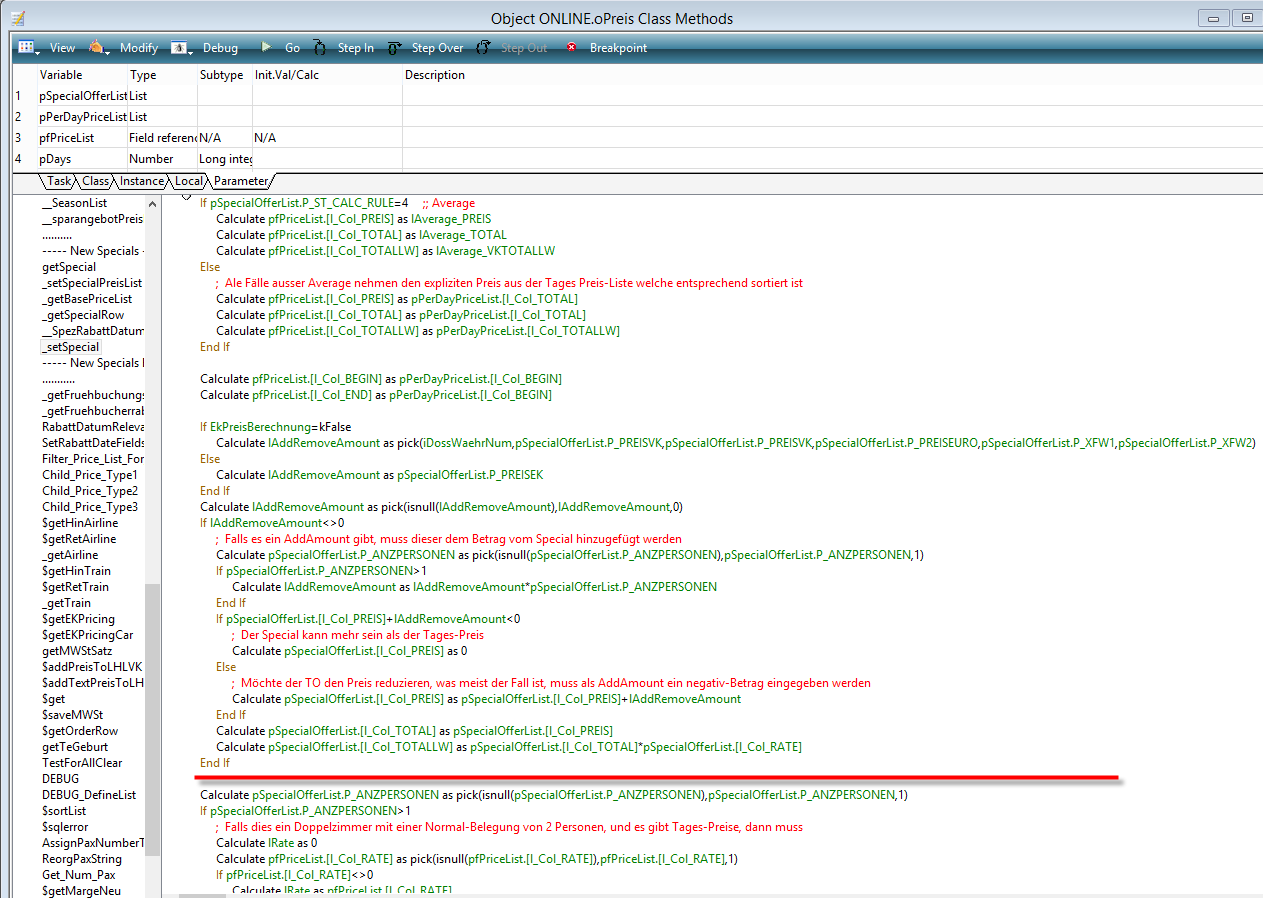 Object ONLINE.oPreis Class Methods
View Modify Debug Go Step In Step Over Step Out Breakpoint
Variable Type Subtype Init.Val/Calc Description
1 pSpecialOfferList List
2 pPerDayPriceList List
3 pfPriceList Field referenc N/A N/A
4 pDays Number Long integ
Task Class Instance Local Parameter
__SeasonList
__sparangebotPreis
..........
----- New Specials -
getSpecial
_setSpecialPreisList
_getBasePriceList
_getSpecialRow
__SpezRabattDatum
_setSpecial
----- New Specials
...........
_getFruehbuchungs
_getFruehbucherrab
RabattDatumReleva
SetRabattDateFields
Filter_Price_List_For
Child_Price_Type1
Child_Price_Type2
Child_Price_Type3
$getHinAirline
$getRetAirline
_getAirline
$getHinTrain
$getRetTrain
_getTrain
$getEKPricing
$getEKPricingCar
getMWStSatz
$addPreisToLHLVK
$addTextPreisToLH
$get
$saveMWSt
$getOrderRow
getTeGeburt
TestForAllClear
DEBUG
DEBUG_DefineList
$sortList
$sqlerror
AssignPaxNumberT
ReorgPaxString
Get_Num_Pax
$getMargeNeu
If pSpecialOfferList.P_ST_CALC_RULE=4 ;; Average
Calculate pfPriceList.[l_Col_PREIS] as lAverage_PREIS
Calculate pfPriceList.[l_Col_TOTAL] as lAverage_TOTAL
Calculate pfPriceList.[l_Col_TOTALLW] as lAverage_VKTOTALLW
Else
; Ale Fälle ausser Average nehmen den expliziten Preis aus der Tages Preis-Liste welche entsprechend sortiert ist
Calculate pfPriceList.[l_Col_PREIS] as pPerDayPriceList.[l_Col_TOTAL]
Calculate pfPriceList.[l_Col_TOTAL] as pPerDayPriceList.[l_Col_TOTAL]
Calculate pfPriceList.[l_Col_TOTALLW] as pPerDayPriceList.[l_Col_TOTALLW]
End If
Calculate pfPriceList.[l_Col_BEGIN] as pPerDayPriceList.[l_Col_BEGIN]
Calculate pfPriceList.[l_Col_END] as pPerDayPriceList.[l_Col_BEGIN]
If EkPreisBerechnung=kFalse
Calculate lAddRemoveAmount as pick(iDossWaehrNum,pSpecialOfferList.P_PREISVK,pSpecialOfferList.P_PREISVK,pSpecialOfferList.P_PREISEURO,pSpecialOfferList.P_XFW1,pSpecialOfferList.P_XFW2)
Else
Calculate lAddRemoveAmount as pSpecialOfferList.P_PREISEK
End If
Calculate lAddRemoveAmount as pick(isnull(lAddRemoveAmount),lAddRemoveAmount,0)
If lAddRemoveAmount<>0
; Falls es ein AddAmount gibt, muss dieser dem Betrag vom Special hinzugefügt werden
Calculate pSpecialOfferList.P_ANZPERSONEN as pick(isnull(pSpecialOfferList.P_ANZPERSONEN),pSpecialOfferList.P_ANZPERSONEN,1)
If pSpecialOfferList.P_ANZPERSONEN>1
Calculate lAddRemoveAmount as lAddRemoveAmount*pSpecialOfferList.P_ANZPERSONEN
End If
If pSpecialOfferList.[l_Col_PREIS]+lAddRemoveAmount<0
; Der Special kann mehr sein als der Tages-Preis
Calculate pSpecialOfferList.[l_Col_PREIS] as 0
Else
; Möchte der TO den Preis reduzieren, was meist der Fall ist, muss als AddAmount ein negativ-Betrag eingegeben werden
Calculate pSpecialOfferList.[l_Col_PREIS] as pSpecialOfferList.[l_Col_PREIS]+lAddRemoveAmount
End If
Calculate pSpecialOfferList.[l_Col_TOTAL] as pSpecialOfferList.[l_Col_PREIS]
Calculate pSpecialOfferList.[l_Col_TOTALLW] as pSpecialOfferList.[l_Col_TOTAL]*pSpecialOfferList.[l_Col_RATE]
End If
Calculate pSpecialOfferList.P_ANZPERSONEN as pick(isnull(pSpecialOfferList.P_ANZPERSONEN),pSpecialOfferList.P_ANZPERSONEN,1)
If pSpecialOfferList.P_ANZPERSONEN>1
; Falls dies ein Doppelzimmer mit einer Normal-Belegung von 2 Personen, und es gibt Tages-Preise, dann muss
Calculate lRate as 0
Calculate pfPriceList.[l_Col_RATE] as pick(isnull(pfPriceList.[l_Col_RATE]),pfPriceList.[l_Col_RATE],1)
If pfPriceList.[l_Col_RATE]<>0
Calculate lRate as pfPriceList.[l_Col_RATE]